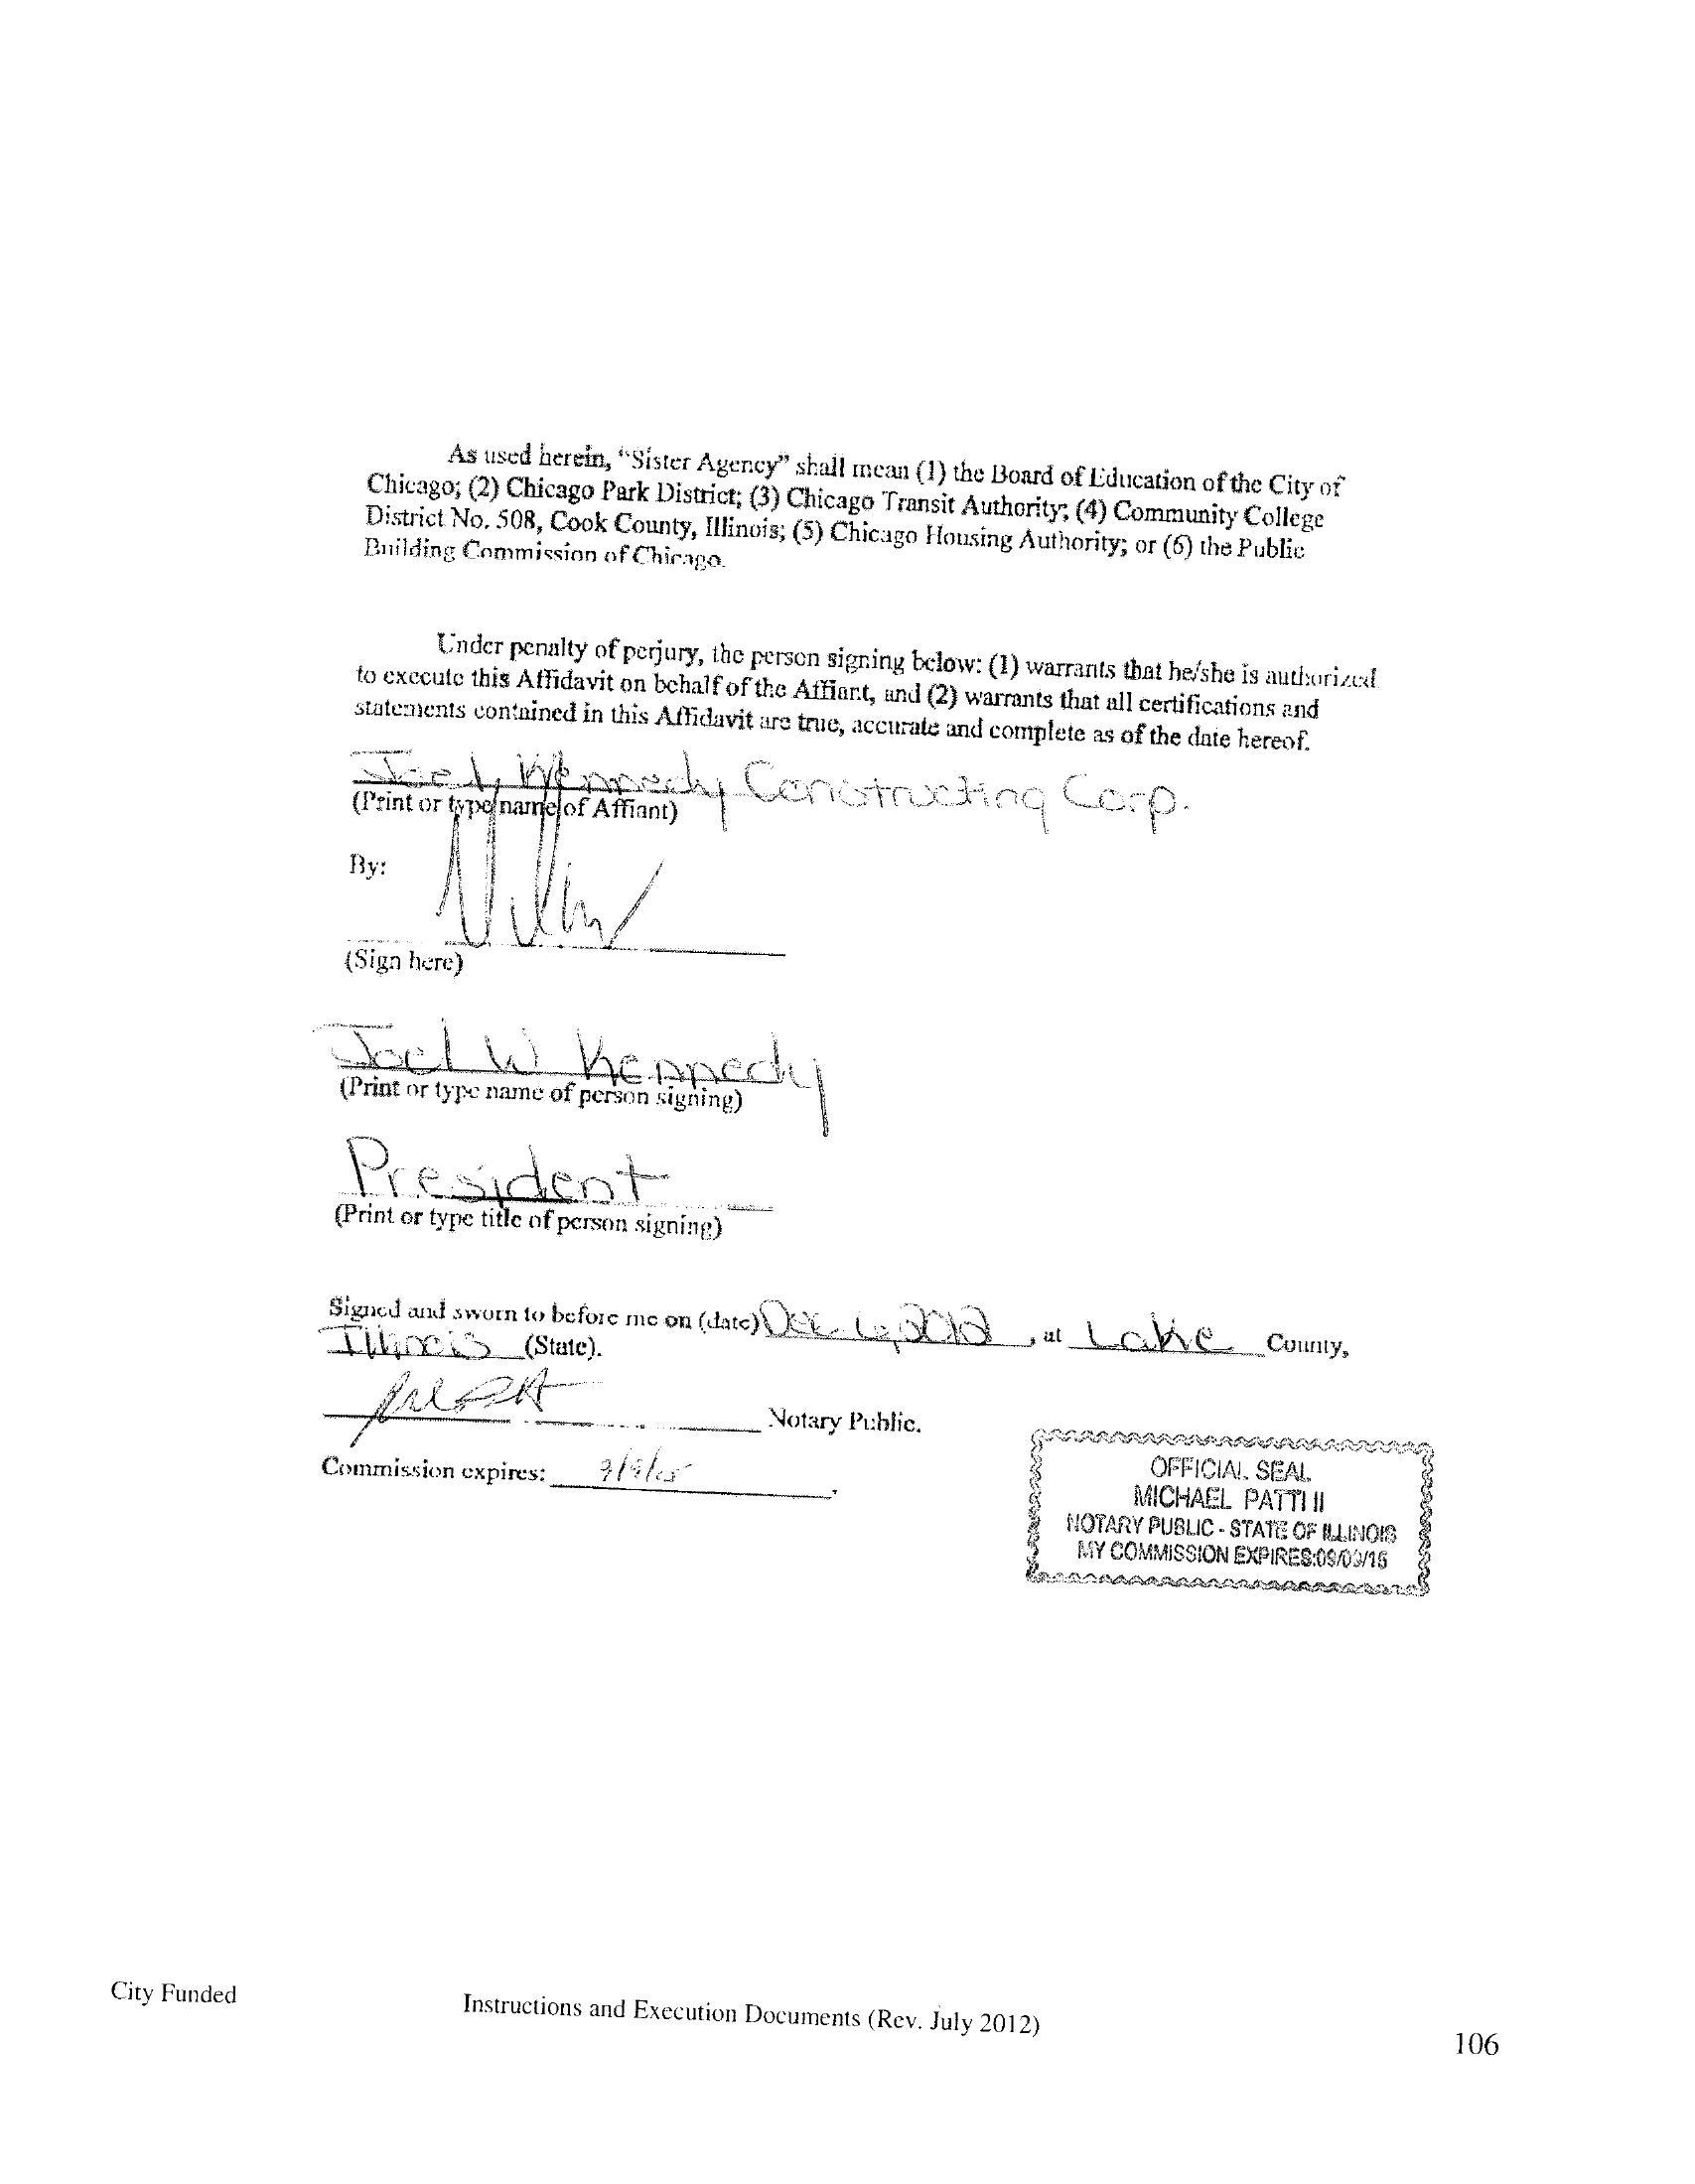 As used herein, “Sister Agency” shall mean (1) the Board of Education of the City of
Chicago; (2) Chicago Park District; (3) Chicago Transit Authority; (4) Community College
District No. 508, Cook County, Illinois; (5) Chicago Housing Authority; or (6) the Public
Building Commission of Chicago.
Under penalty of perjury, the person signing below: (1) warrants that he/she is authorized
to execute this Affidavit on behalf of the Affiant, and (2) warrants that all certifications and
statements contained in this Affidavit are true, accurate and complete as of the date hereof.
Joel Kennedy Constructing Corp.
(Print or type name of Affiant)
By:
(Sign here)
Joel W Kennedy
(Print or type name of person signing)
President
(Print or type title of person signing)
Signed and sworn to before me on (date) Dec 6, 2012, at Lake County,
Illinois (State).
Notary Public.
Commission expires:
OFFICIAL SEAL
MICHAEL PATTI II
NOTARY PUBLIC - STATE OF ILLINOIS
MY COMMISSION EXPIRES:
City Funded
Instructions and Execution Documents (Rev. July 2012)
106